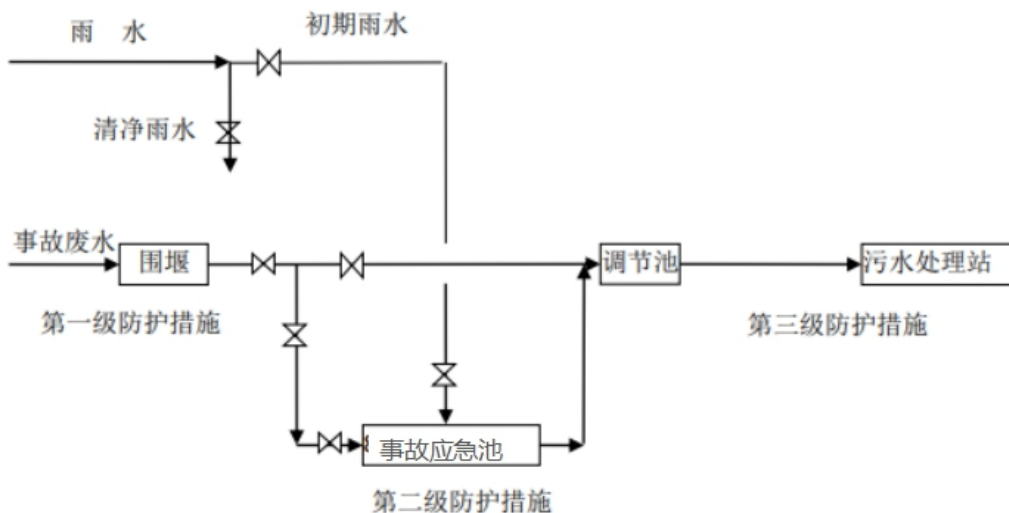 雨 水
初期雨水
清净雨水
事故废水
围堰
调节池
污水处理站
第一级防护措施
第三级防护措施
事故应急池
第二级防护措施